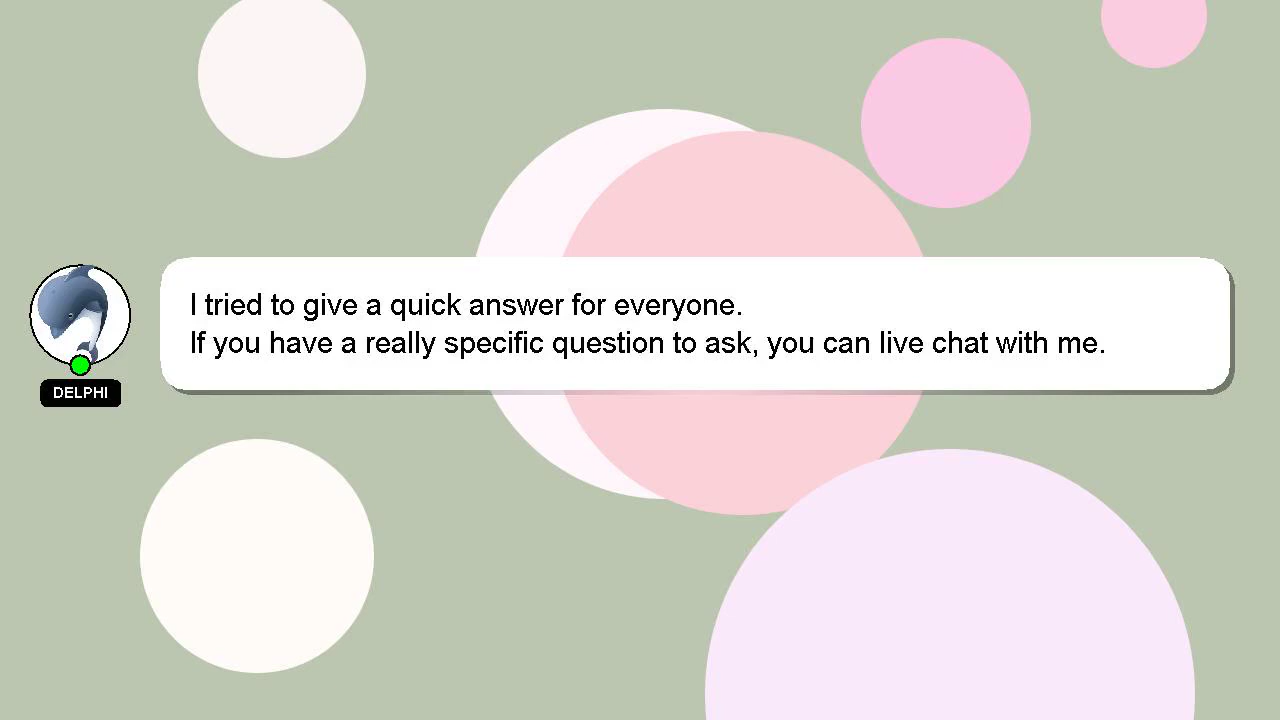 I tried to give a quick answer for everyone.
If you have a really specific question to ask, you can live chat with me.
DELPHI